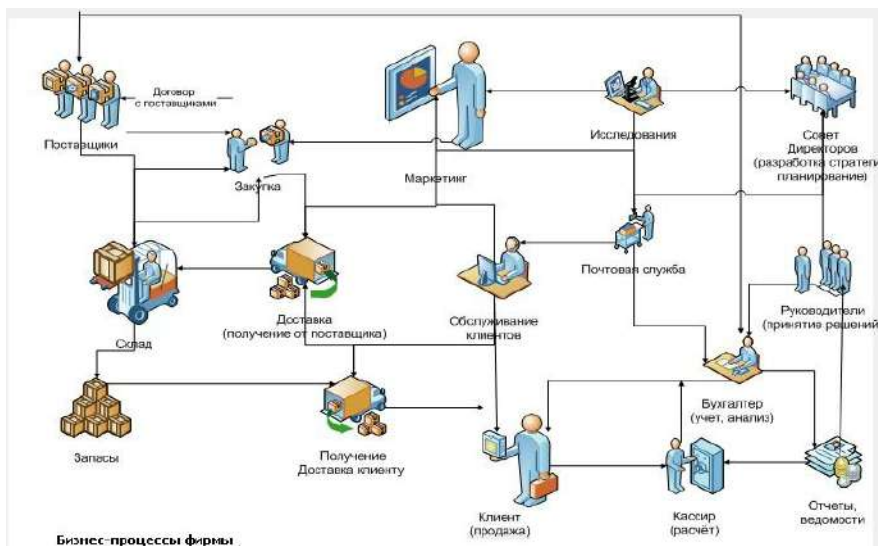 Договор
с поставщиками
Поставщики
Закупка
Маркетинг
Исследования
Совет
Директоров
(разработка стратеги
планирование)
Почтовая служба
Руководители
(принятие решений)
Склад
Доставка
(получение от поставщика)
Обслуживание
клиентов
Бухгалтер
(учет, анализ)
Запасы
Получение
Доставка клиенту
Клиент
(продажа)
Кассир
(расчёт)
Отчеты,
ведомости
Бизнес-процессы фирмы